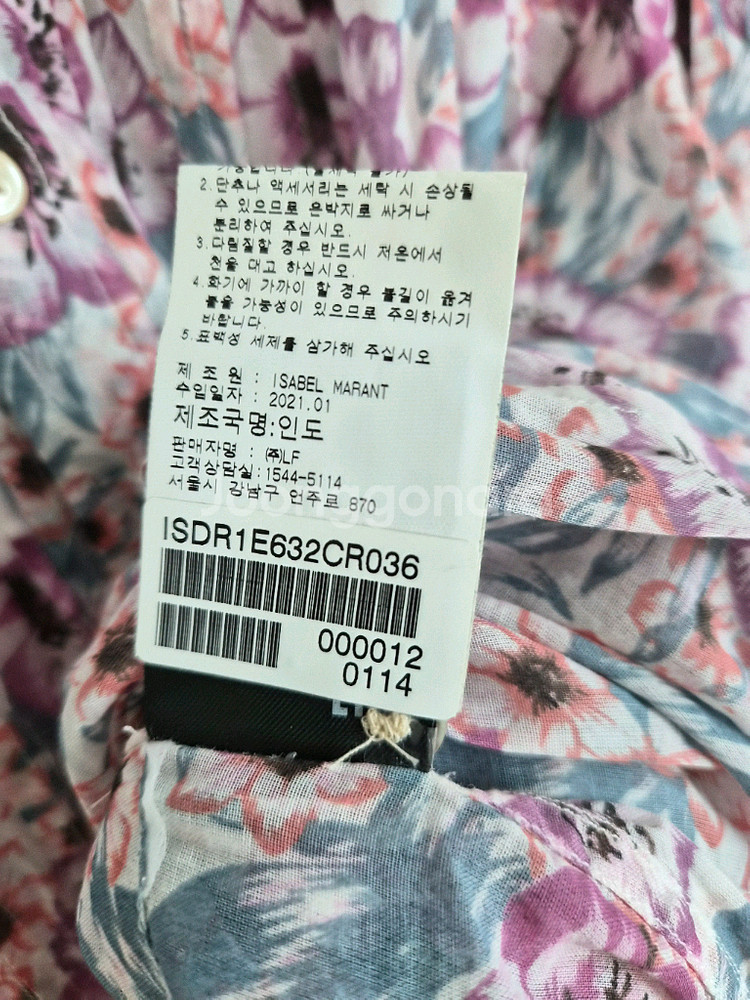 2.단추나 액세서리는 세탁 시 손상될
수 있으므로 은박지로 싸거나
분리하여 주십시오.
3.다림질할 경우 반드시 저온에서
천을 대고 하십시오.
4.화기에 가까이 할 경우 불길이 옮겨
붙을 가능성이 있으므로 주의하시기
바랍니다.
5.표백성 세제를 삼가해 주십시오
제 조 원 : ISABEL MARANT
수입일자 : 2021.01
제조국명:인도
판매자명 : ㈜LF
고객상담실:1544-5114
서울시 강남구 언주로 870
ISDR1E632CR036
000012
0114